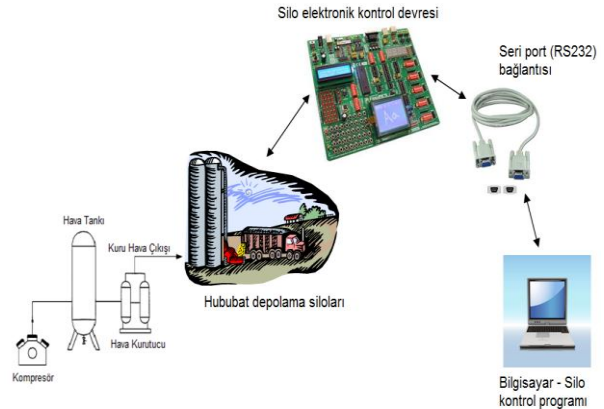 Silo elektronik kontrol devresi
Seri port (RS232)
bağlantısı
Hava Tankı
Kuru Hava Çıkışı
Hububat depolama siloları
Hava Kurutucu
Kompresör
Bilgisayar - Silo
kontrol programı